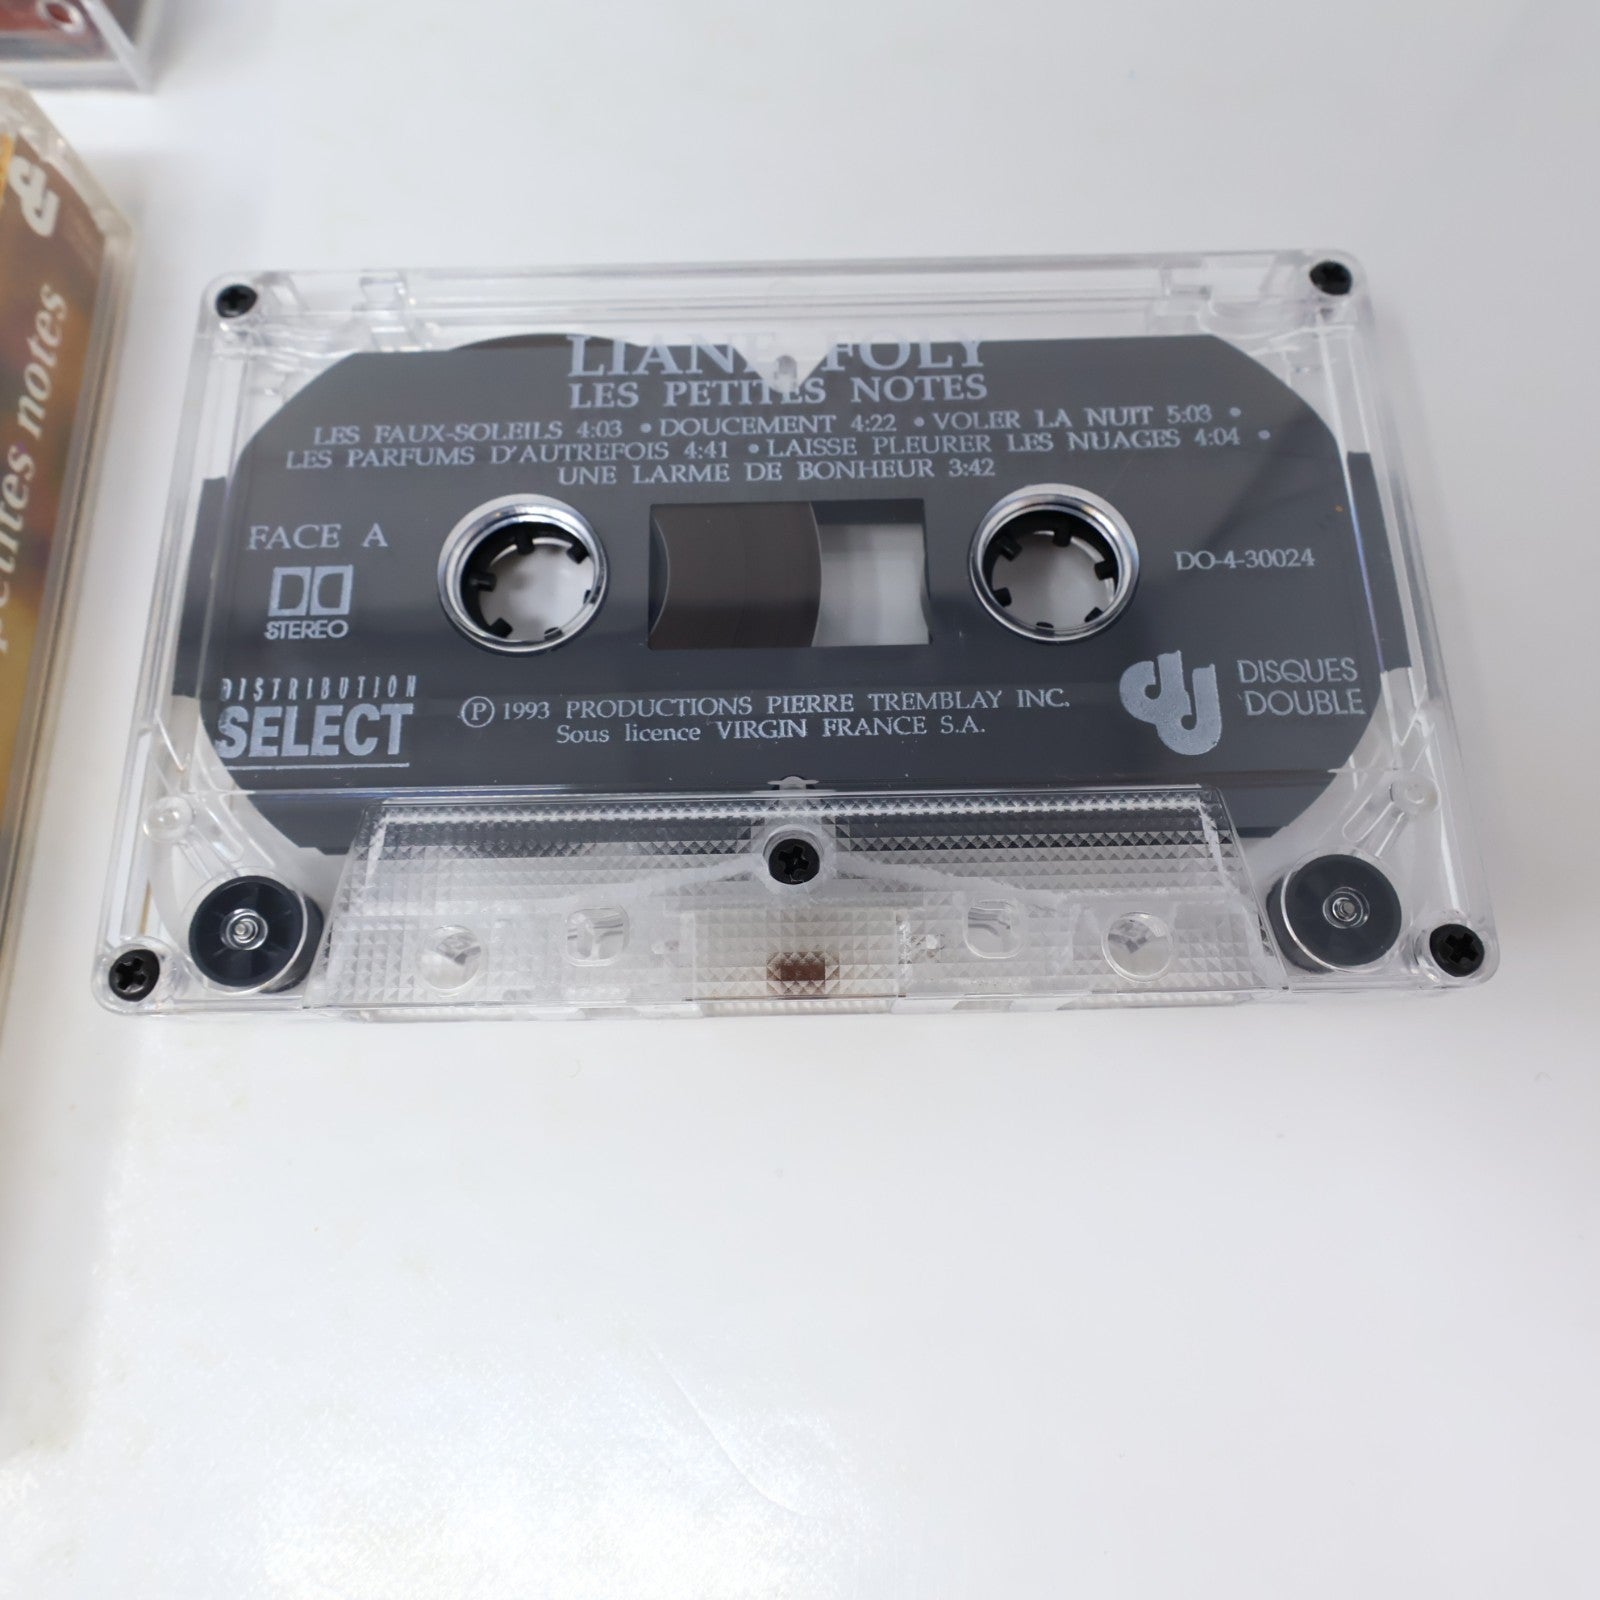 petites notes
LIANE FOLY
LES PETITES NOTES
LES FAUX-SOLEILS 4:03 • DOUCEMENT 4:22 • VOLER LA NUIT 5:03 •
LES PARFUMS D'AUTREFOIS 4:41 • LAISSE PLEURER LES NUAGES 4:04 •
UNE LARME DE BONHEUR 3:42
FACE A
STEREO
DO-4-30024
DISTRIBUTION
SELECT
Ⓟ 1993 PRODUCTIONS PIERRE TREMBLAY INC.
Sous licence VIRGIN FRANCE S.A.
DISQUES
DOUBLE